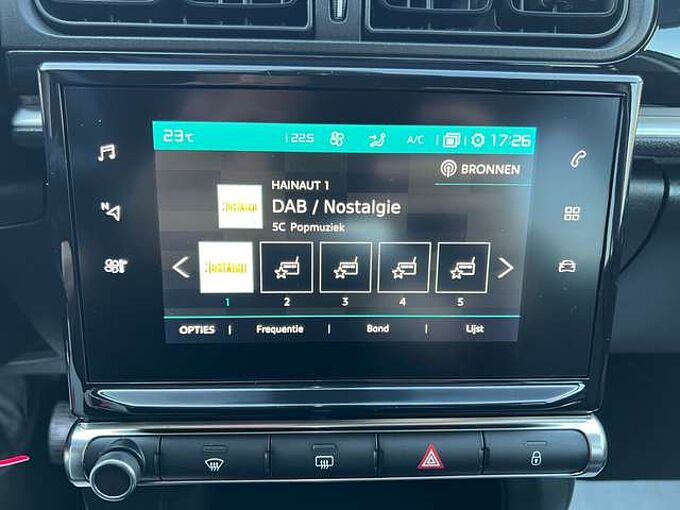 23°C 22.5 A/C 17:26
BRONNEN
HAINAUT 1
DAB / Nostalgie
5C Popmuziek
1 2 3 4 5
OPTIES Frequentie Band Lijst
N